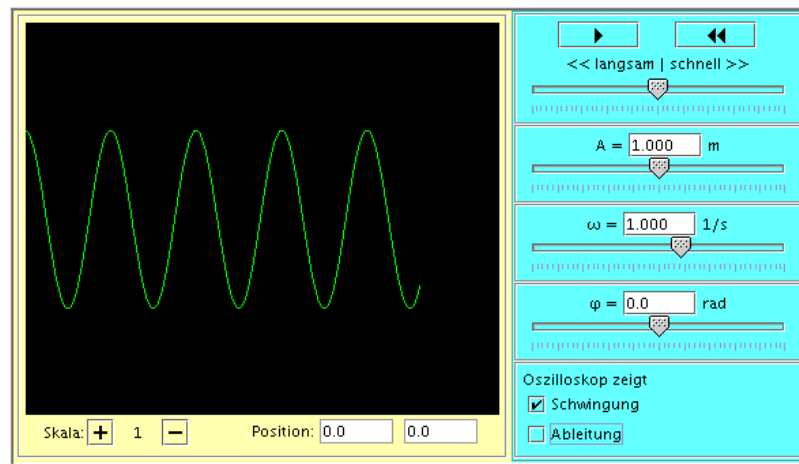 << langsam | schnell >>
A = 1.000 m
ω = 1.000 1/s
φ = 0.0 rad
Oszilloskop zeigt
Schwingung
Ableitung
Skala: + 1 − Position: 0.0 0.0